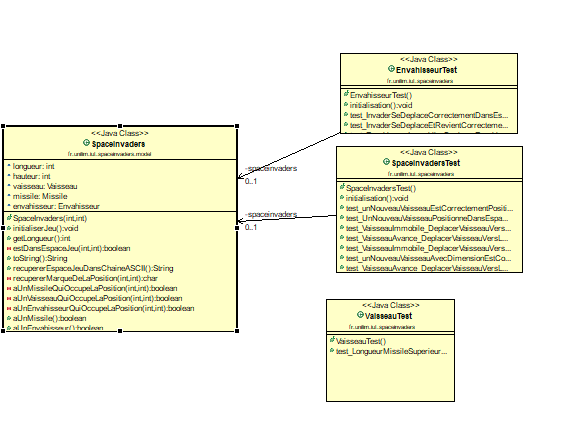 <<Java Class>>
SpaceInvaders
fr.unilim.iut.spaceinvaders.model
longueur: int
hauteur: int
vaisseau: Vaisseau
missile: Missile
envahisseur: Envahisseur
SpaceInvaders(int,int)
initialiserJeu():void
getLongueur():int
estDansEspaceJeu(int,int):boolean
toString():String
recupererEspaceJeuDansChaineASCII():String
recupererMarqueDeLaPosition(int,int):char
aUnMissileQuiOccupeLaPosition(int,int):boolean
aUnVaisseauQuiOccupeLaPosition(int,int):boolean
aUnEnvahisseurQuiOccupeLaPosition(int,int):boolean
aUnMissile():boolean
aUnEnvahisseur():boolean
-spaceinvaders
0..1
-spaceinvaders
0..1
<<Java Class>>
EnvahisseurTest
fr.unilim.iut.spaceinvaders
EnvahisseurTest()
initialisation():void
test_InvaderSeDeplaceCorrectementDansEs...
test_InvaderSeDeplaceEtRevientCorrecteme...
<<Java Class>>
SpaceInvadersTest
fr.unilim.iut.spaceinvaders
SpaceInvadersTest()
initialisation():void
test_unNouveauVaisseauEstCorrectementPositi...
test_UnNouveauVaisseauPositionneDansEspa...
test_VaisseauImmobile_DeplacerVaisseauVers...
test_VaisseauAvance_DeplacerVaisseauVersL...
test_VaisseauImmobile_DeplacerVaisseauVers...
test_unNouveauVaisseauAvecDimensionEstCo...
test_VaisseauAvance_DeplacerVaisseauVersL...
<<Java Class>>
VaisseauTest
fr.unilim.iut.spaceinvaders
VaisseauTest()
test_LongueurMissileSuperieur...